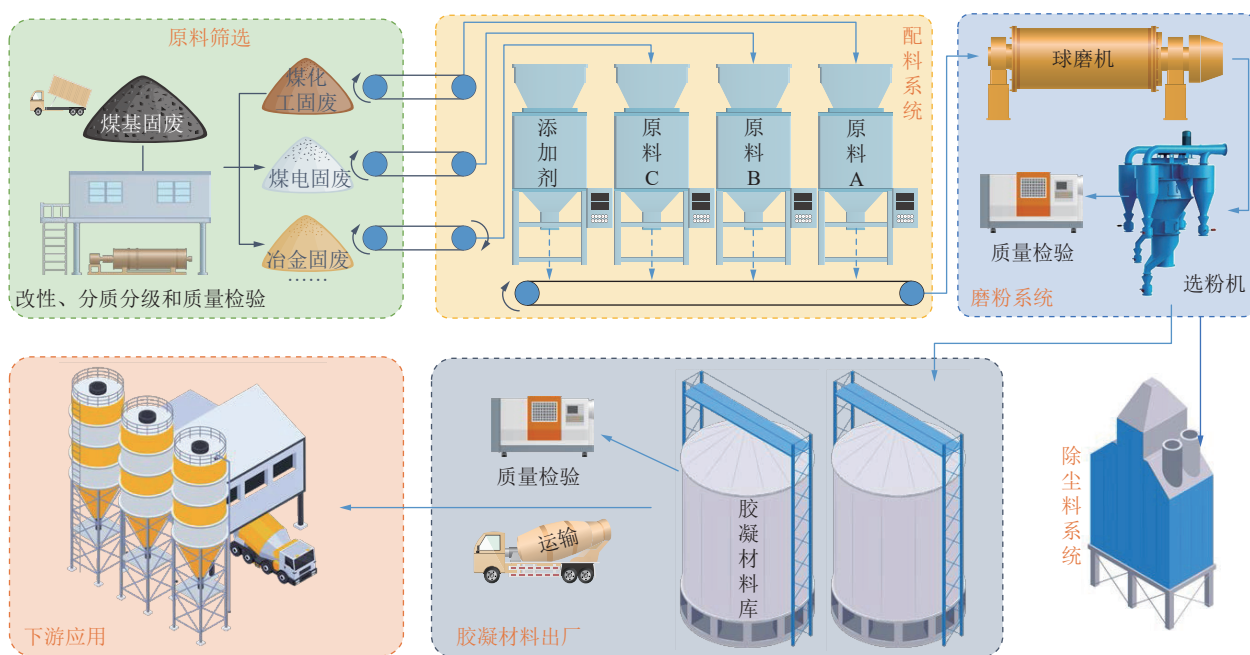 原料筛选
煤基固废
煤化
工固废
煤电固废
冶金固废
……
改性、分质分级和质量检验
配料系统
添加剂
原料C
原料B
原料A
球磨机
质量检验
选粉机
磨粉系统
除尘料系统
下游应用
质量检验
运输
胶凝材料库
胶凝材料出厂